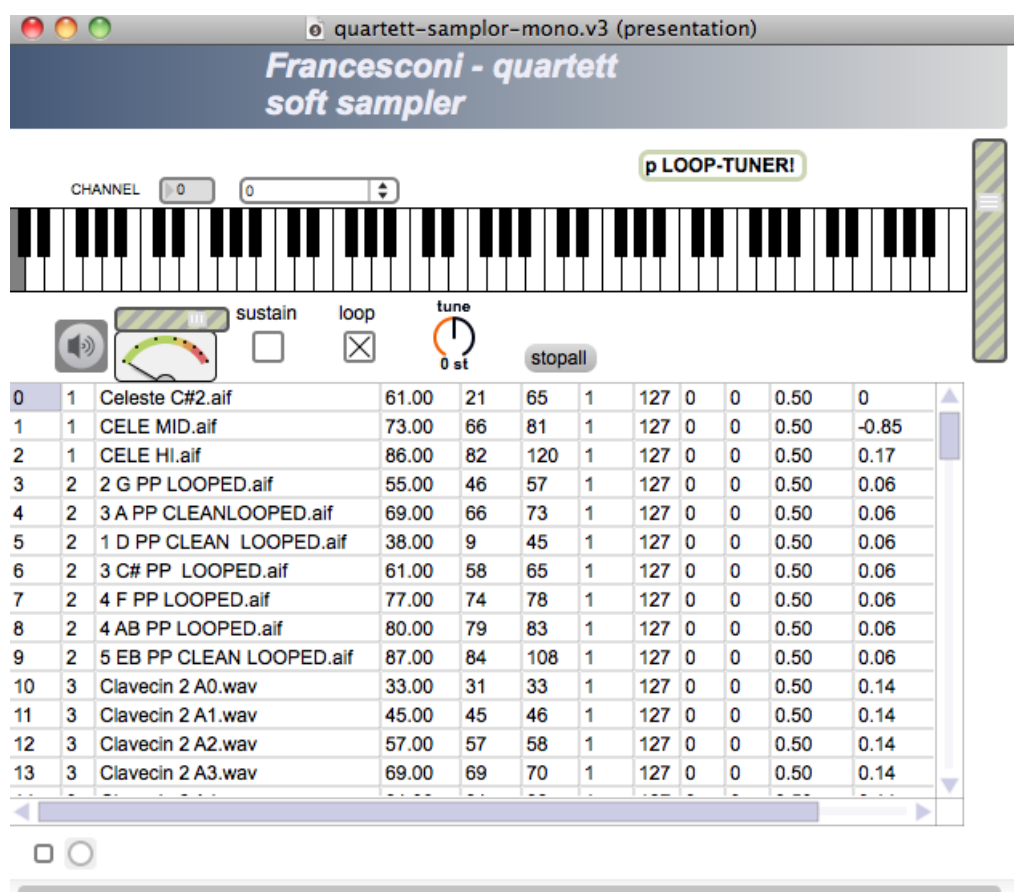 quartett-samplor-mono.v3 (presentation)
Francesconi - quartett
soft sampler
p LOOP-TUNER!
CHANNEL 0 0
sustain loop tune
0 st
stopall
0 1 Celeste C#2.aif 61.00 21 65 1 127 0 0 0.50 0
1 1 CELE MID.aif 73.00 66 81 1 127 0 0 0.50 -0.85
2 1 CELE HI.aif 86.00 82 120 1 127 0 0 0.50 0.17
3 2 2 G PP LOOPED.aif 55.00 46 57 1 127 0 0 0.50 0.06
4 2 3 A PP CLEANLOOPED.aif 69.00 66 73 1 127 0 0 0.50 0.06
5 2 1 D PP CLEAN  LOOPED.aif 38.00 9 45 1 127 0 0 0.50 0.06
6 2 3 C# PP  LOOPED.aif 61.00 58 65 1 127 0 0 0.50 0.06
7 2 4 F PP LOOPED.aif 77.00 74 78 1 127 0 0 0.50 0.06
8 2 4 AB PP LOOPED.aif 80.00 79 83 1 127 0 0 0.50 0.06
9 2 5 EB PP CLEAN LOOPED.aif 87.00 84 108 1 127 0 0 0.50 0.06
10 3 Clavecin 2 A0.wav 33.00 31 33 1 127 0 0 0.50 0.14
11 3 Clavecin 2 A1.wav 45.00 45 46 1 127 0 0 0.50 0.14
12 3 Clavecin 2 A2.wav 57.00 57 58 1 127 0 0 0.50 0.14
13 3 Clavecin 2 A3.wav 69.00 69 70 1 127 0 0 0.50 0.14